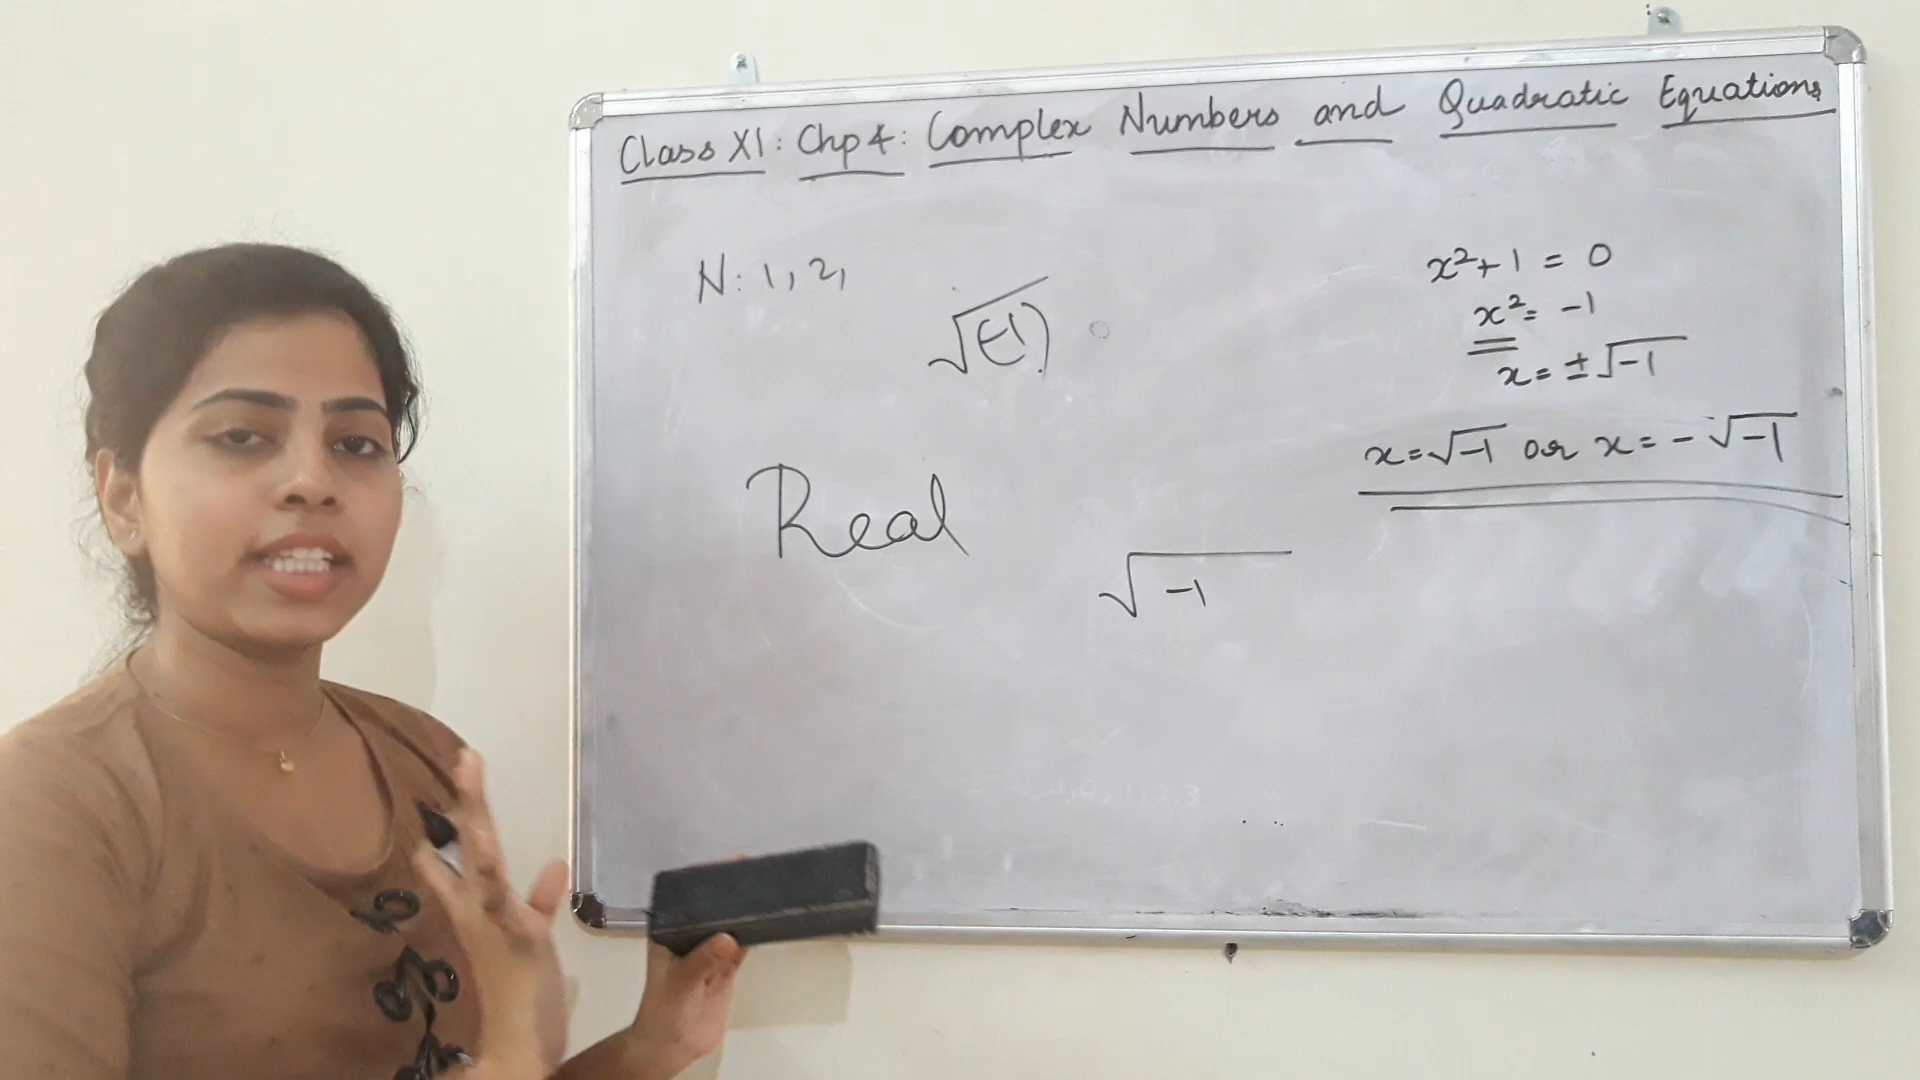 Class XI: Chp 4: Complex Numbers and Quadratic Equations
N: 1, 2,
√(-1)
Real
√-1
x²+1 = 0
x² = -1
x = ± √-1
x = √-1 or x = - √-1